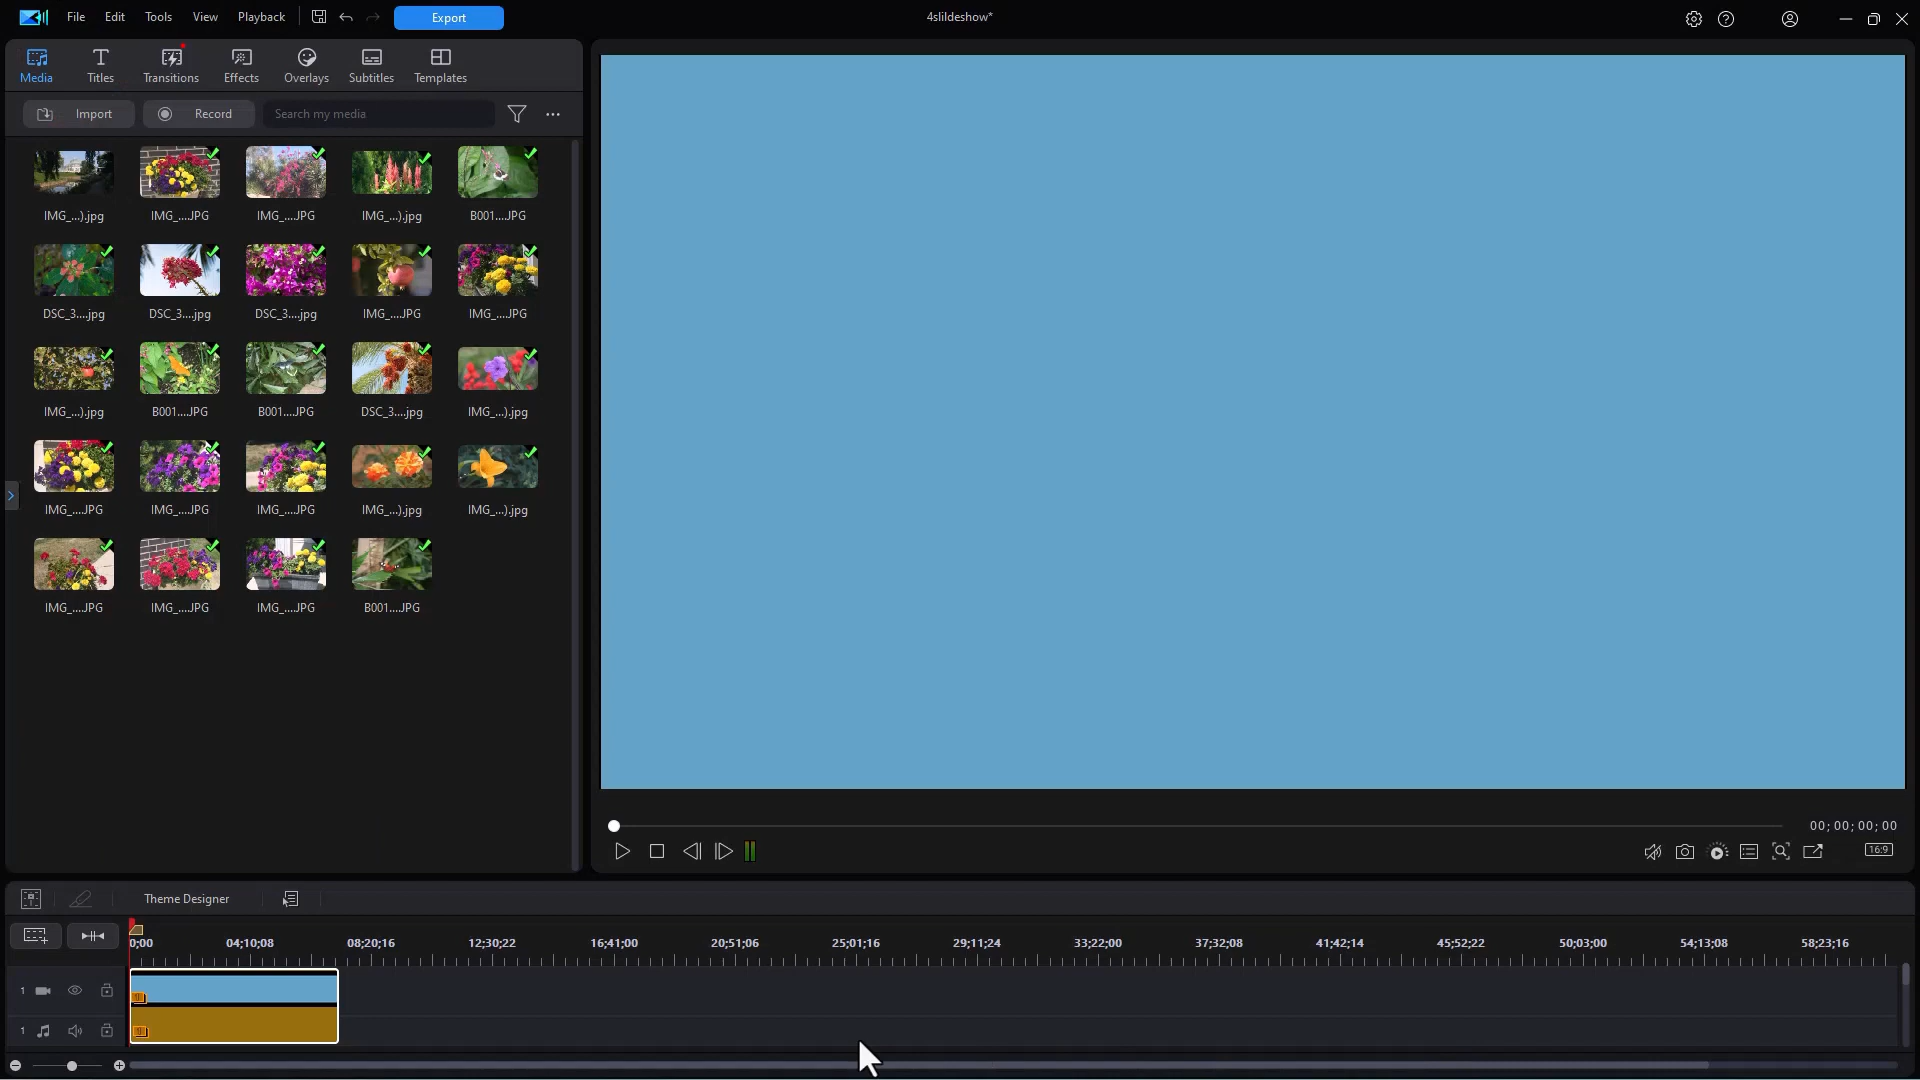 File Edit Tools View Playback Export 4slildeshow*
Media Titles Transitions Effects Overlays Subtitles Templates
Import Record Search my media
IMG_...).jpg IMG_....JPG IMG_....JPG IMG_...).jpg B001....JPG
DSC_3....jpg DSC_3....jpg DSC_3....jpg IMG_....JPG IMG_....JPG
IMG_...).jpg B001....JPG B001....JPG DSC_3....jpg IMG_...).jpg
IMG_....JPG IMG_....JPG IMG_....JPG IMG_...).jpg IMG_...).jpg
IMG_....JPG IMG_....JPG IMG_....JPG B001....JPG
00;00;00;00
16:9
Theme Designer
0;00 04;10;08 08;20;16 12;30;22 16;41;00 20;51;06 25;01;16 29;11;24 33;22;00 37;32;08 41;42;14 45;52;22 50;03;00 54;13;08 58;23;16
1
1